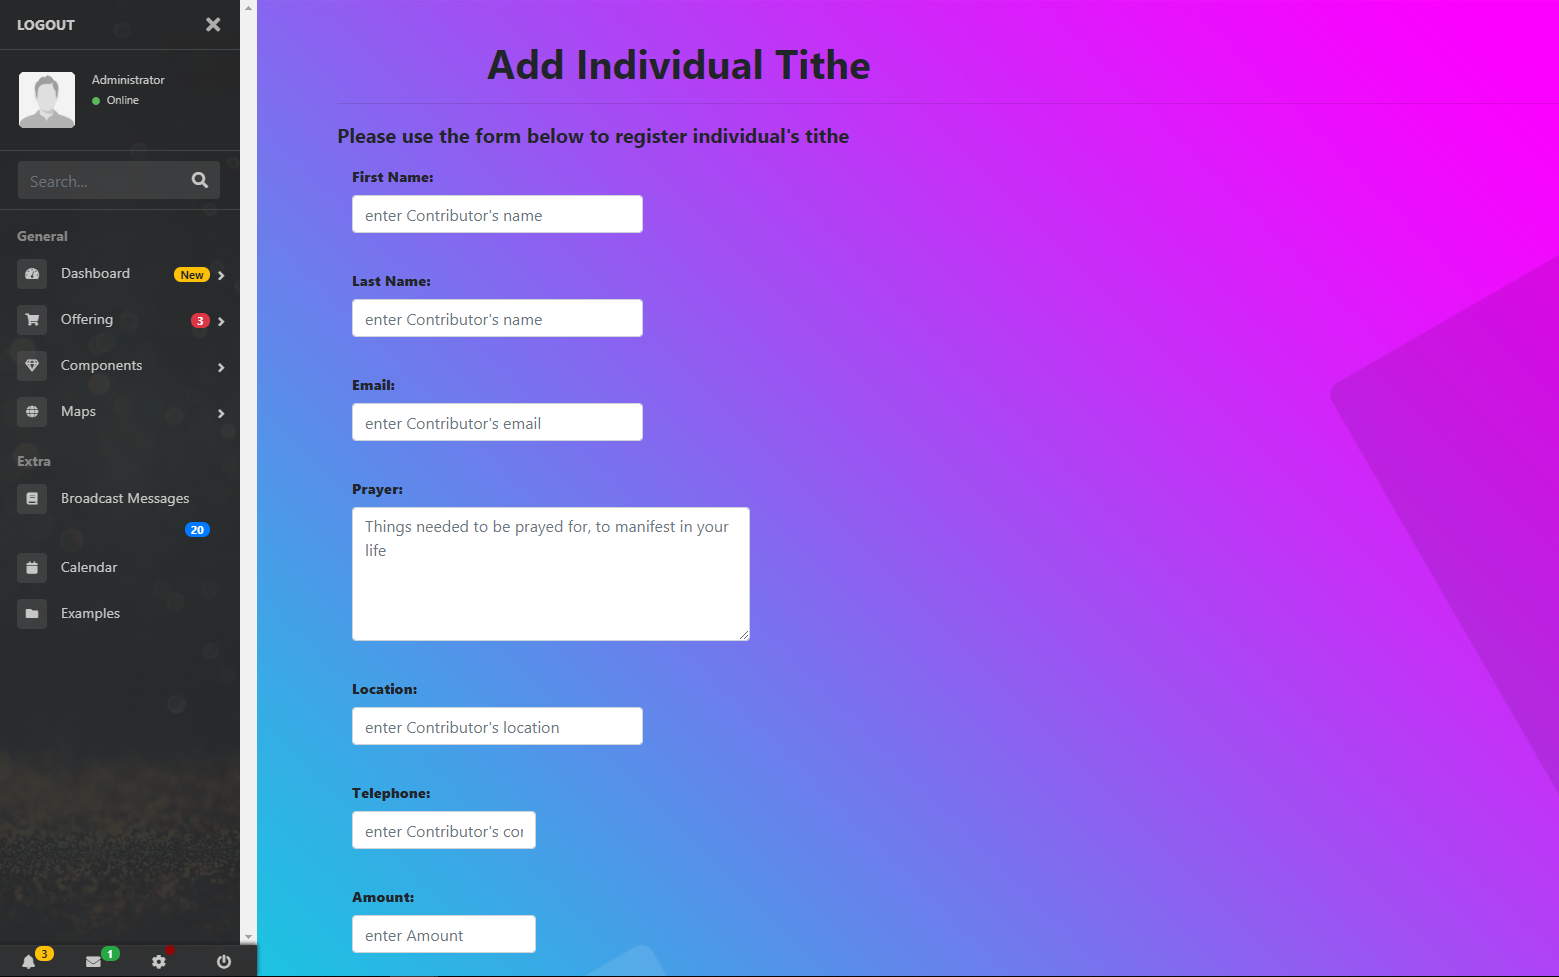 LOGOUT
Administrator
Online
Search...
General
Dashboard
New
Offering
3
Components
Maps
Extra
Broadcast Messages
20
Calendar
Examples
3
1
Add Individual Tithe
Please use the form below to register individual's tithe
First Name:
enter Contributor's name
Last Name:
enter Contributor's name
Email:
enter Contributor's email
Prayer:
Things needed to be prayed for, to manifest in your
life
Location:
enter Contributor's location
Telephone:
enter Contributor's
Amount:
enter Amount